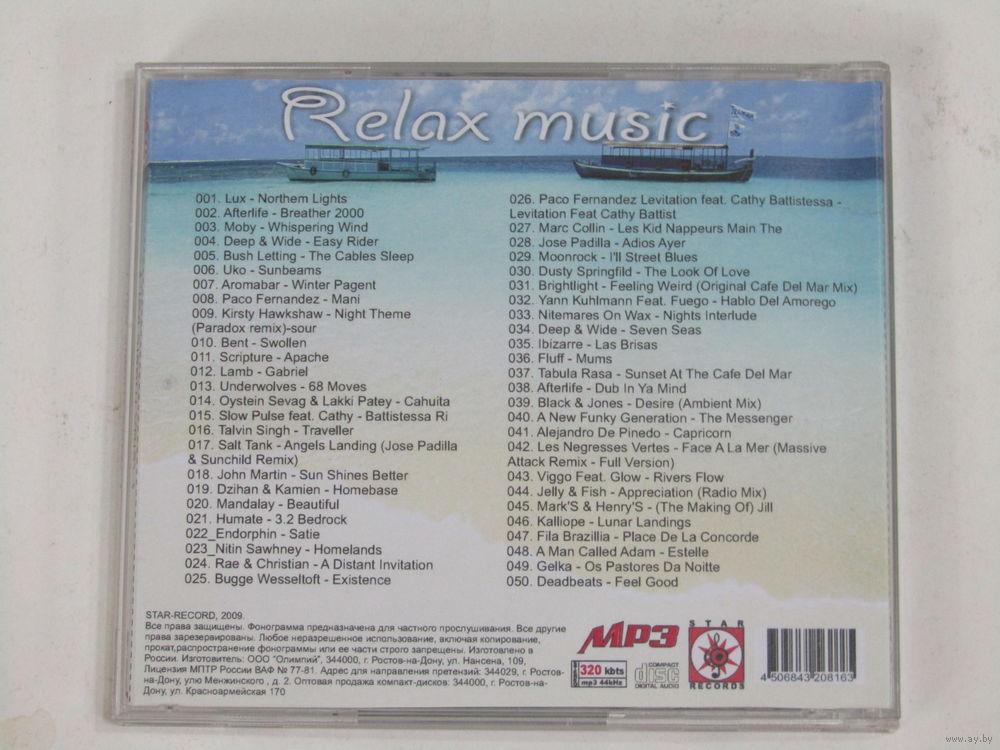 Relax music
001. Lux - Northern Lights
002. Afterlife - Breather 2000
003. Moby - Whispering Wind
004. Deep & Wide - Easy Rider
005. Bush Letting - The Cables Sleep
006. Uko - Sunbeams
007. Aromabar - Winter Pagent
008. Paco Fernandez - Mani
009. Kirsty Hawkshaw - Night Theme
(Paradox remix)-sour
010. Bent - Swollen
011. Scripture - Apache
012. Lamb - Gabriel
013. Underwolves - 68 Moves
014. Oystein Sevag & Lakki Patey - Cahuita
015. Slow Pulse feat. Cathy - Battistessa Ri
016. Talvin Singh - Traveller
017. Salt Tank - Angels Landing (Jose Padilla
& Sunchild Remix)
018. John Martin - Sun Shines Better
019. Dzihan & Kamien - Homebase
020. Mandalay - Beautiful
021. Humate - 3.2 Bedrock
022_Endorphin - Satie
023_Nitin Sawhney - Homelands
024. Rae & Christian - A Distant Invitation
025. Bugge Wesseltoft - Existence
026. Paco Fernandez Levitation feat. Cathy Battistessa -
Levitation Feat Cathy Battist
027. Marc Collin - Les Kid Nappeurs Main The
028. Jose Padilla - Adios Ayer
029. Moonrock - I'll Street Blues
030. Dusty Springfild - The Look Of Love
031. Brightlight - Feeling Weird (Original Cafe Del Mar Mix)
032. Yann Kuhlmann Feat. Fuego - Hablo Del Amorego
033. Nitemares On Wax - Nights Interlude
034. Deep & Wide - Seven Seas
035. Ibizarre - Las Brisas
036. Fluff - Mums
037. Tabula Rasa - Sunset At The Cafe Del Mar
038. Afterlife - Dub In Ya Mind
039. Black & Jones - Desire (Ambient Mix)
040. A New Funky Generation - The Messenger
041. Alejandro De Pinedo - Capricorn
042. Les Negresses Vertes - Face A La Mer (Massive
Attack Remix - Full Version)
043. Viggo Feat. Glow - Rivers Flow
044. Jelly & Fish - Appreciation (Radio Mix)
045. Mark'S & Henry'S - (The Making Of) Jill
046. Kalliope - Lunar Landings
047. Fila Brazillia - Place De La Concorde
048. A Man Called Adam - Estelle
049. Gelka - Os Pastores Da Noitte
050. Deadbeats - Feel Good
STAR-RECORD, 2009.
Все права защищены. Фонограмма предназначена для частного прослушивания. Все другие
права зарезервированы. Любое неразрешенное использование, включая копирование,
прокат,распространение фонограммы или ее части строго запрещены. Изготовлено в
России. Изготовитель: ООО "Олимпий", 344000, г. Ростов-на-Дону, ул. Нансена, 109,
Лицензия МПТР России ВАФ № 77-81. Адрес для направления претензий: 344029, г. Ростов-
на-Дону, улю Менжинского , д. 2. Оптовая продажа компакт-дисков: 344000, г. Ростов-на-
Дону, ул. Красноармейская 170
MP3
320 kbts
mp3 44kHz
COMPACT
disc
DIGITAL AUDIO
STAR
RECORDS
4 506843 208163
www.ay.by